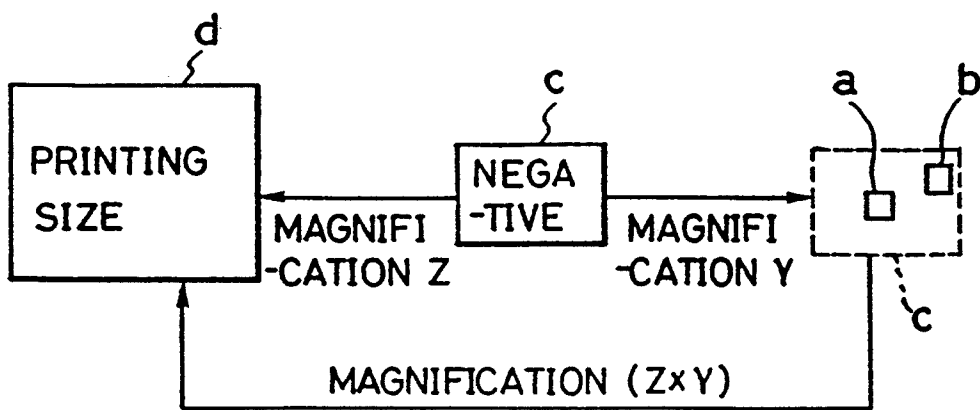 d
c
a
b
PRINTING
SIZE
NEGA
-TIVE
MAGNIFI
-CATION Z
MAGNIFI
-CATION Y
c
MAGNIFICATION (Z×Y)